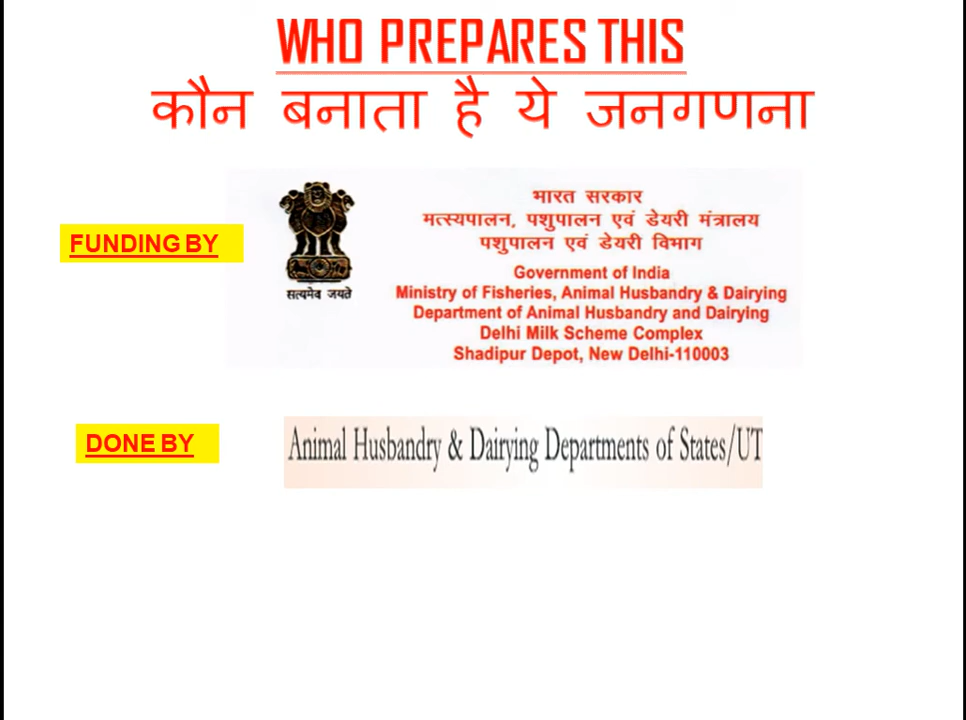 WHO PREPARES THIS
कौन बनाता है ये जनगणना
FUNDING BY
सत्यमेव जयते
भारत सरकार
मत्स्यपालन, पशुपालन एवं डेयरी मंत्रालय
पशुपालन एवं डेयरी विभाग
Government of India
Ministry of Fisheries, Animal Husbandry & Dairying
Department of Animal Husbandry and Dairying
Delhi Milk Scheme Complex
Shadipur Depot, New Delhi-110003
DONE BY
Animal Husbandry & Dairying Departments of States/UT